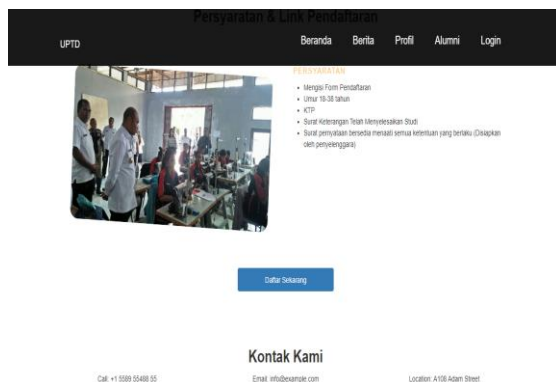 Persyaratan & Link Pendaftaran
UPTD
Beranda Berita Profil Alumni Login
PERSYARATAN
Mengisi Form Pendaftaran
Umur 18-38 tahun
KTP
Surat Keterangan Telah Menyelesaikan Studi
Surat pernyataan bersedia menaati semua ketentuan yang berlaku (Disiapkan
oleh penyelenggara)
Daftar Sekarang
Kontak Kami
Call: +1 5589 55488 55 Email: info@example.com Location: A108 Adam Street